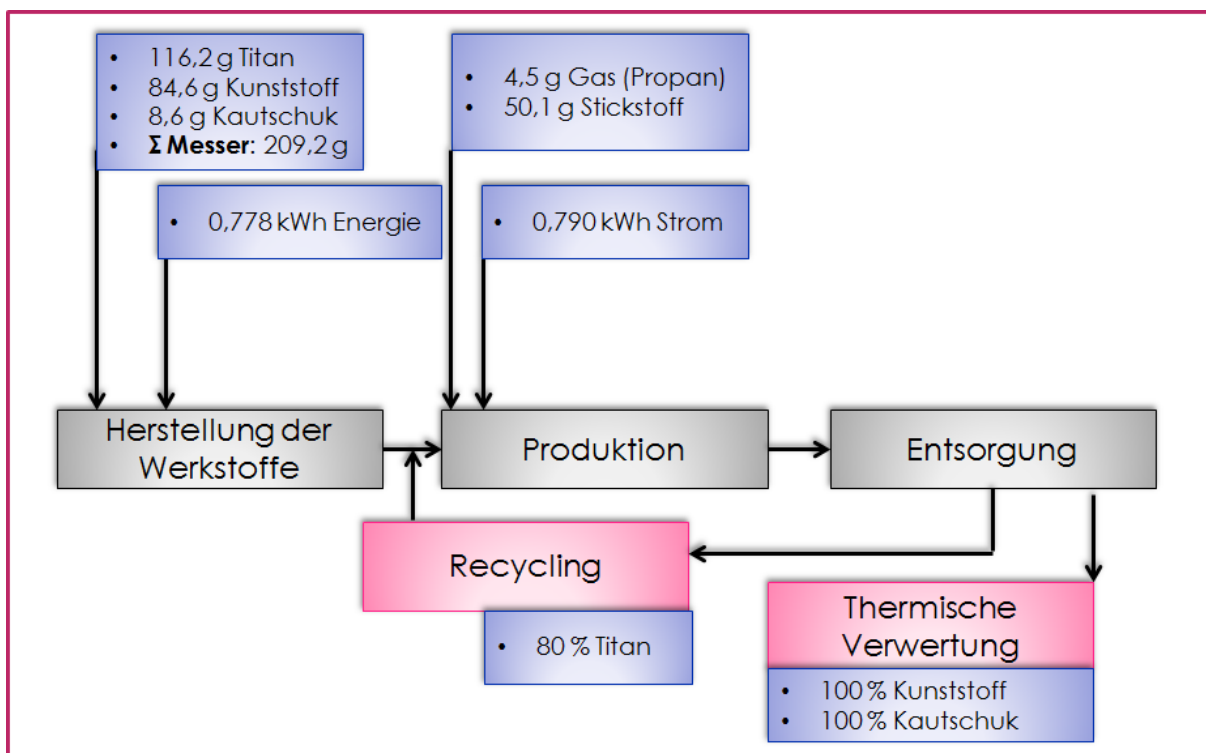 • 116,2 g Titan
• 84,6 g Kunststoff
• 8,6 g Kautschuk
• Σ Messer: 209,2 g
• 4,5 g Gas (Propan)
• 50,1 g Stickstoff
• 0,778 kWh Energie
• 0,790 kWh Strom
Herstellung der
Werkstoffe
Produktion
Entsorgung
Recycling
• 80 % Titan
Thermische
Verwertung
• 100 % Kunststoff
• 100 % Kautschuk